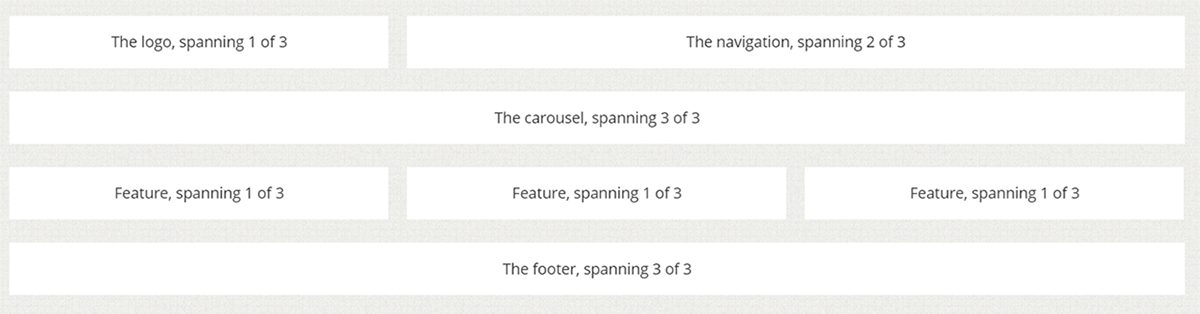 The logo, spanning 1 of 3
The navigation, spanning 2 of 3
The carousel, spanning 3 of 3
Feature, spanning 1 of 3
Feature, spanning 1 of 3
Feature, spanning 1 of 3
The footer, spanning 3 of 3